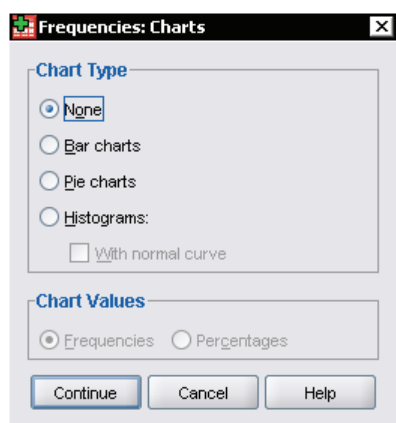 Frequencies: Charts
Chart Type
None
Bar charts
Pie charts
Histograms:
With normal curve
Chart Values
Frequencies Percentages
Continue Cancel Help